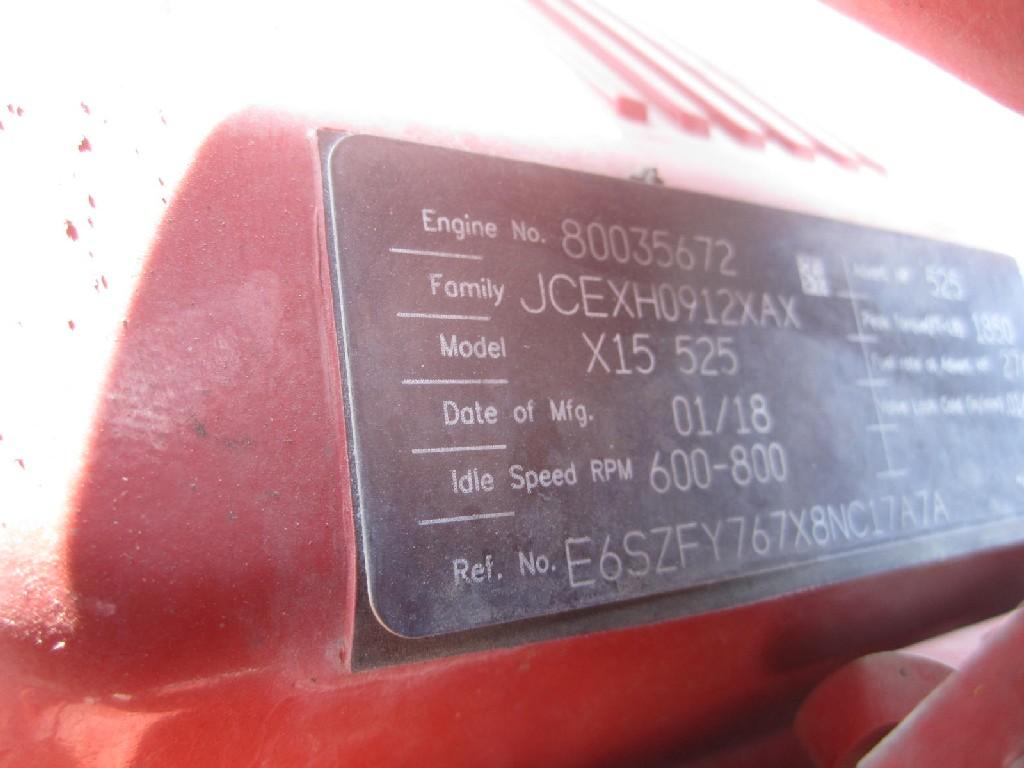 Engine No. 80035672
Family JCEXH0912XAX
Model X15 525
Date of Mfg. 01/18
Idle Speed RPM 600-800
Ref. No. E6SZFY767X8NC17A7A
525
1850